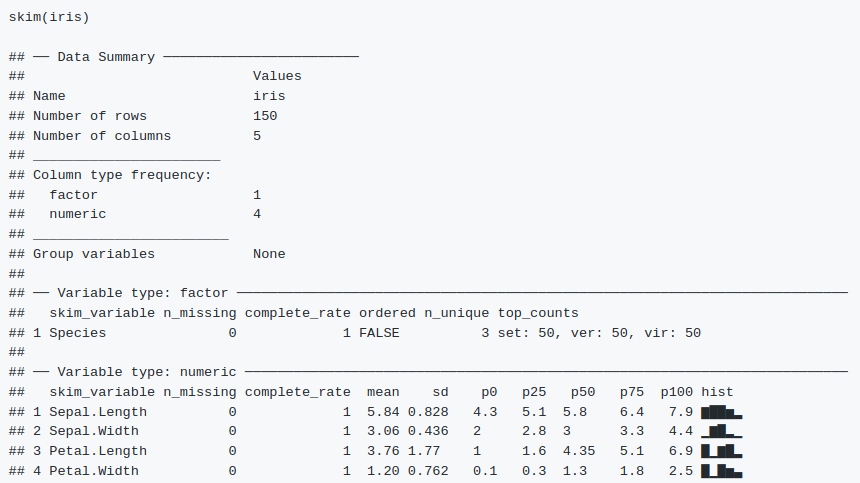 skim(iris)
## ── Data Summary ────────────────────────
##                            Values
## Name                       iris
## Number of rows             150
## Number of columns          5
## _______________________
## Column type frequency:
##   factor                   1
##   numeric                  4
## ________________________
## Group variables            None
##
## ── Variable type: factor ───────────────────────────────────────────────────────────────────────────
##   skim_variable n_missing complete_rate ordered n_unique top_counts
## 1 Species               0             1 FALSE          3 set: 50, ver: 50, vir: 50
##
## ── Variable type: numeric ──────────────────────────────────────────────────────────────────────────
##   skim_variable n_missing complete_rate  mean    sd    p0   p25   p50   p75  p100 hist
## 1 Sepal.Length          0             1  5.84 0.828   4.3   5.1  5.8    6.4   7.9 ▆▇▇▅▂
## 2 Sepal.Width           0             1  3.06 0.436   2     2.8  3      3.3   4.4 ▁▆▇▂▁
## 3 Petal.Length          0             1  3.76 1.77    1     1.6  4.35   5.1   6.9 ▇▁▆▇▂
## 4 Petal.Width           0             1  1.20 0.762   0.1   0.3  1.3    1.8   2.5 ▇▁▇▅▃